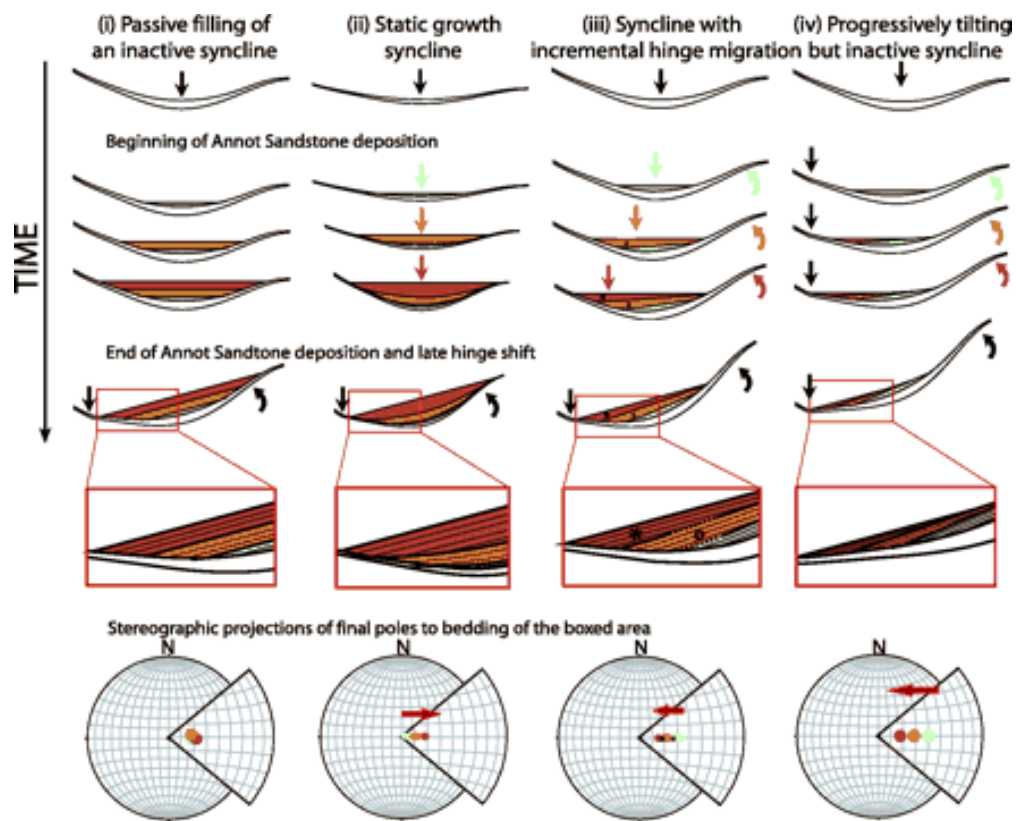 (i) Passive filling of
an inactive syncline
(ii) Static growth
syncline
(iii) Syncline with
incremental hinge migration
(iv) Progressively tilting
but inactive syncline
TIME
Beginning of Annot Sandstone deposition
End of Annot Sandtone deposition and late hinge shift
Stereographic projections of final poles to bedding of the boxed area
N
N
N
N